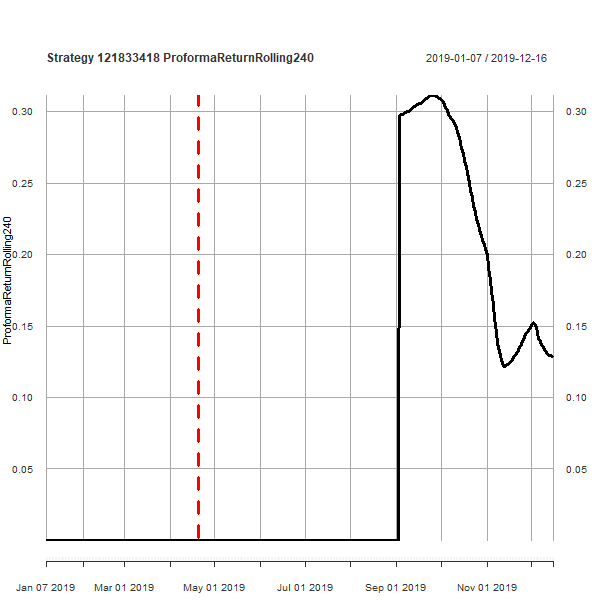 Strategy 121833418 ProformaReturnRolling240
2019-01-07 / 2019-12-16
0.30 0.30
0.25 0.25
0.20 0.20
0.15 0.15
0.10 0.10
0.05 0.05
ProformaReturnRolling240
Jan 07 2019 Mar 01 2019 May 01 2019 Jul 01 2019 Sep 01 2019 Nov 01 2019